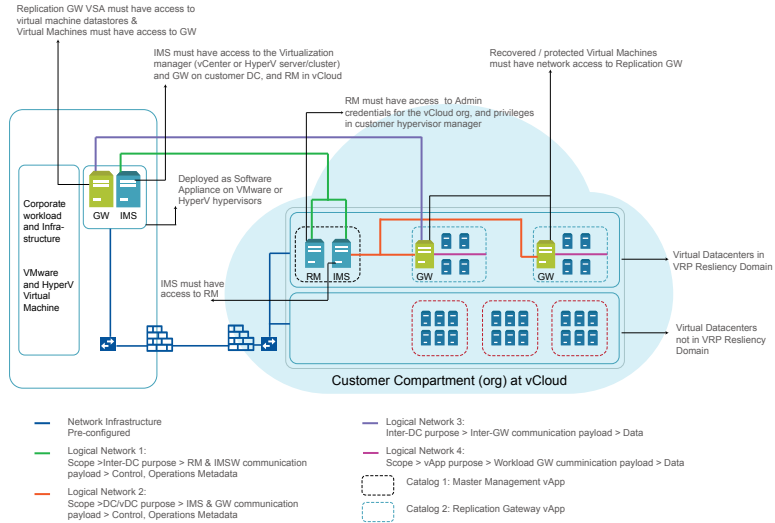 Replication GW VSA must have access to
virtual machine datastores &
Virtual Machines must have access to GW
IMS must have access to the Virtualization
manager (vCenter or HyperV server/cluster)
and GW on customer DC, and RM in vCloud
Recovered / protected Virtual Machines
must have network access to Replication GW
RM must have access  to Admin
credentials for the vCloud org, and privileges
in customer hypervisor manager
Deployed as Software
Appliance on VMware or
HyperV hypervisors
GW
IMS
Corporate
workload
and Infra-
structure
VMware
and HyperV
Virtual
Machine
RM
IMS
GW
GW
IMS must have
access to RM
Virtual Datacenters in
VRP Resliency Domain
Virtual Datacenters
not in VRP Resliency
Domain
Customer Compartment (org) at vCloud
Network Infrastructure
Pre-configured
Logical Network 1:
Scope >Inter-DC purpose > RM & IMSW communication
payload > Control, Operations Metadata
Logical Network 2:
Scope >DC/vDC purpose > IMS & GW communication
payload > Control, Operations Metadata
Logical Network 3:
Inter-DC purpose > Inter-GW communication payload > Data
Logical Network 4:
Scope > vApp purpose > Workload GW cumminication payload > Data
Catalog 1: Master Management vApp
Catalog 2: Replication Gateway vApp